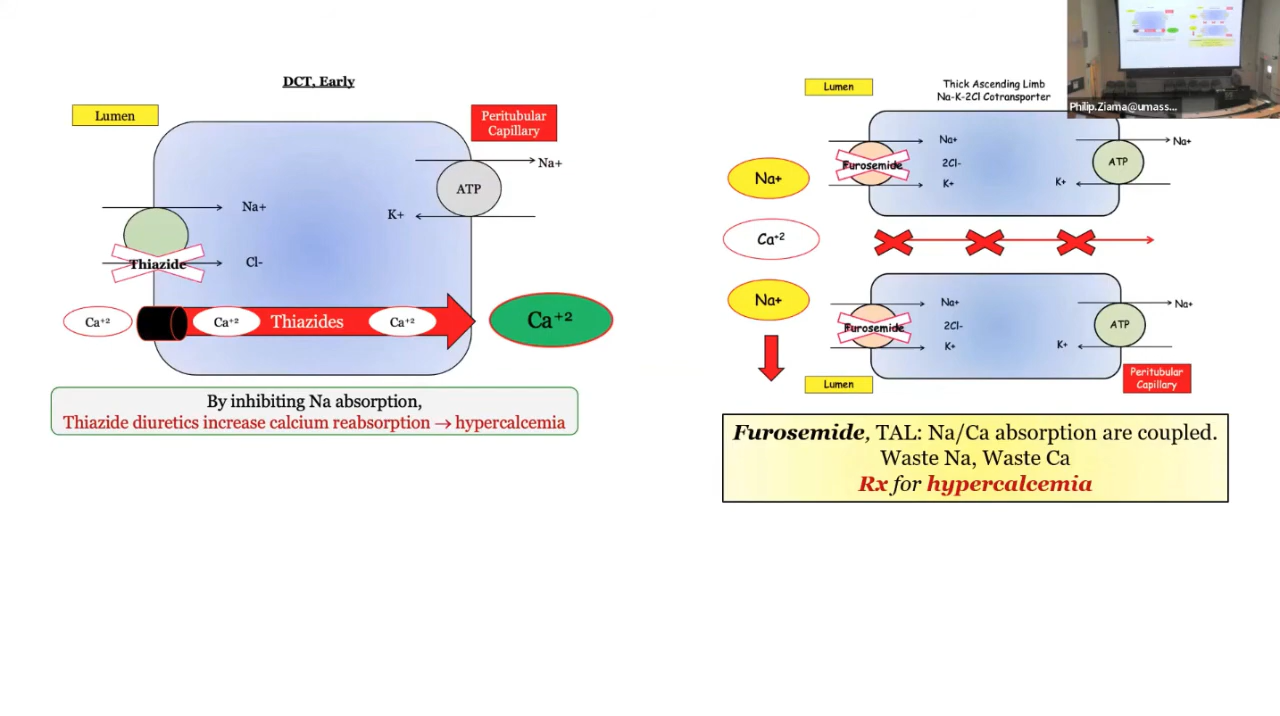 DCT, Early
Lumen
Peritubular
Capillary
Na+
ATP
K+
Na+
Thiazide
Cl-
Ca+2
Ca+2
Thiazides
Ca+2
Ca+2
By inhibiting Na absorption,
Thiazide diuretics increase calcium reabsorption → hypercalcemia
Lumen
Thick Ascending Limb
Na-K-2Cl Cotransporter
Philip.Ziama@umass...
Na+
Furosemide
2Cl-
K+
ATP
Na+
K+
Na+
Ca+2
Na+
Na+
Furosemide
2Cl-
K+
ATP
Na+
K+
Lumen
Peritubular
Capillary
Furosemide, TAL: Na/Ca absorption are coupled.
Waste Na, Waste Ca
Rx for hypercalcemia